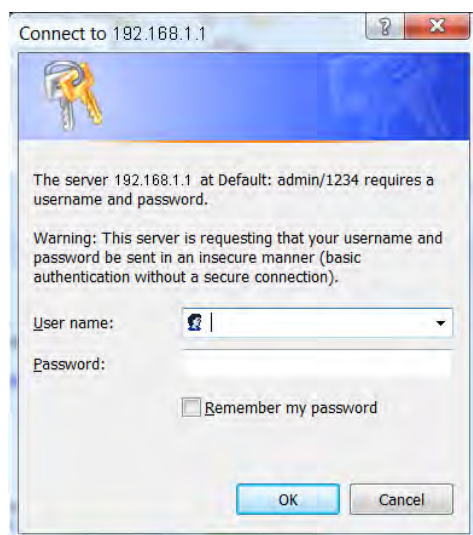 Connect to 192.168.1.1
The server 192.168.1.1 at Default: admin/1234 requires a
username and password.
Warning: This server is requesting that your username and
password be sent in an insecure manner (basic
authentication without a secure connection).
User name:
Password:
Remember my password
OK Cancel